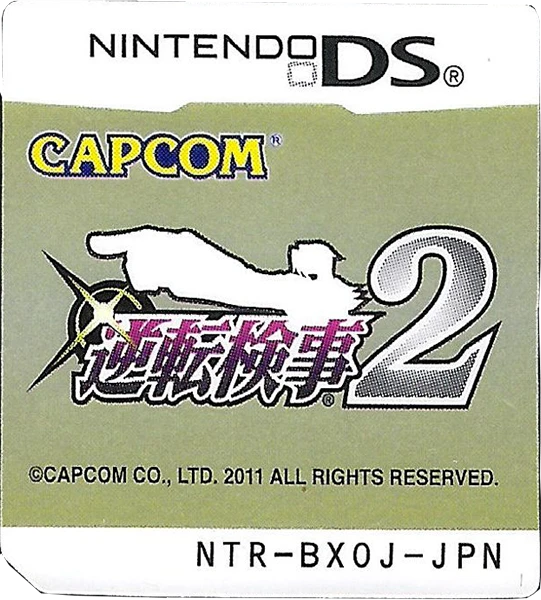 NINTENDO DS®
CAPCOM®
逆転検事2®
©CAPCOM CO., LTD. 2011 ALL RIGHTS RESERVED.
NTR-BXOJ-JPN